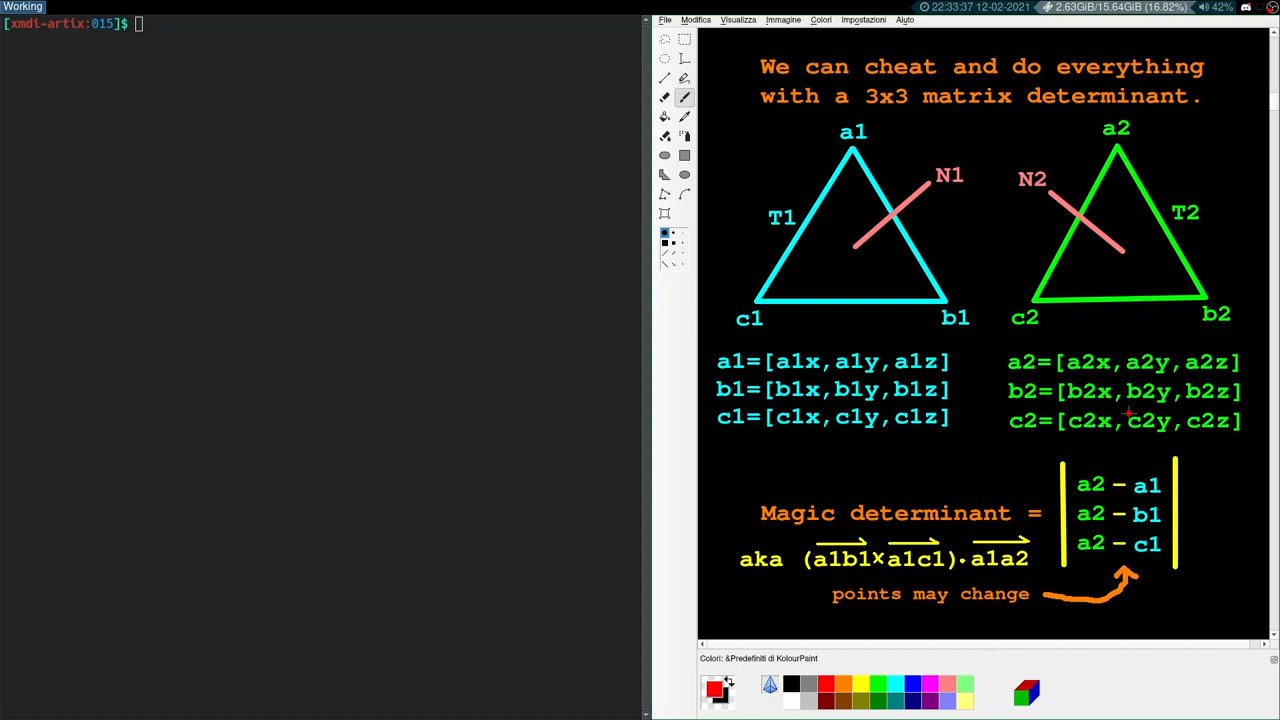 Working
22:33:37 12-02-2021
2.63GiB/15.64GiB (16.82%)
42%
[xmdi-artix:015]$
File Modifica Visualizza Immagine Colori Impostazioni Aiuto
We can cheat and do everything
with a 3x3 matrix determinant.
a1
a2
N1
N2
T1
T2
c1
b1
c2
b2
a1=[a1x,a1y,a1z]
b1=[b1x,b1y,b1z]
c1=[c1x,c1y,c1z]
a2=[a2x,a2y,a2z]
b2=[b2x,b2y,b2z]
c2=[c2x,c2y,c2z]
a2-a1
Magic determinant = a2-b1
a2-c1
aka (a1b1×a1c1)·a1a2
points may change
Colori: &Predefiniti di KolourPaint